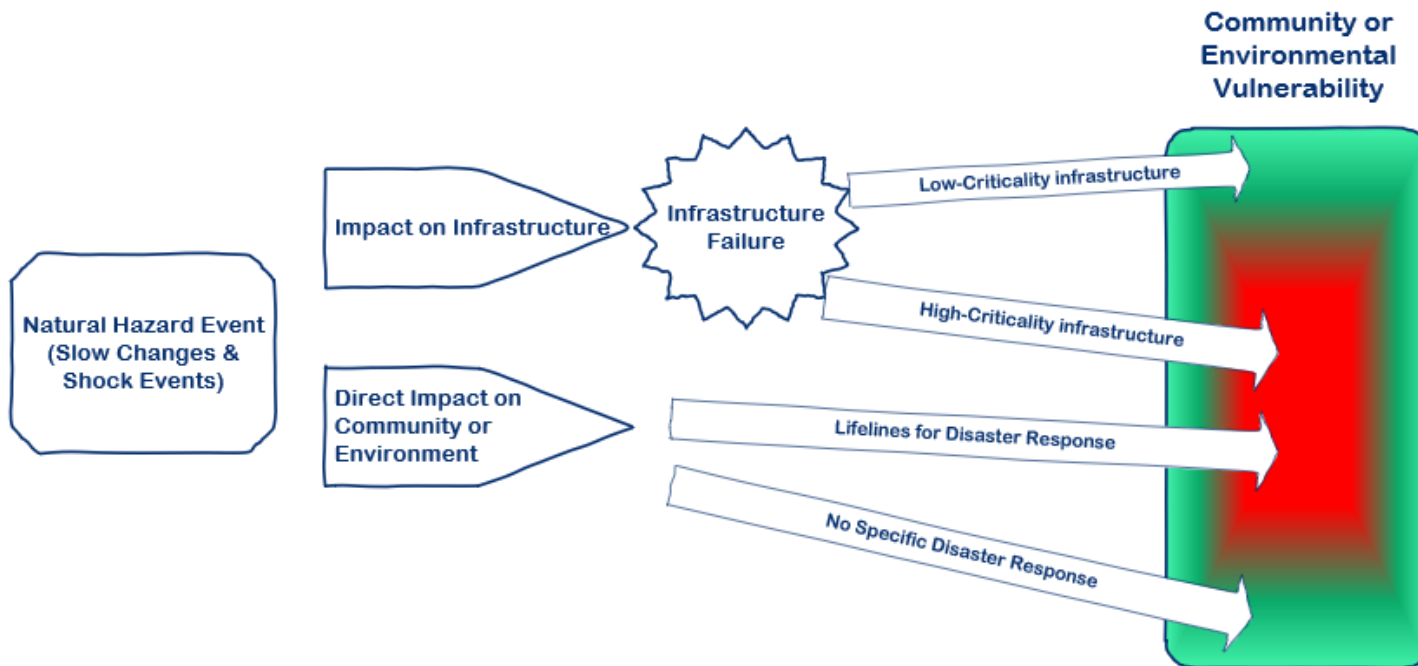 Community or
Environmental
Vulnerability
Low-Criticality infrastructure
Impact on Infrastructure
Infrastructure
Failure
Natural Hazard Event
(Slow Changes &
Shock Events)
High-Criticality infrastructure
Direct Impact on
Community or
Environment
Lifelines for Disaster Response
No Specific Disaster Response